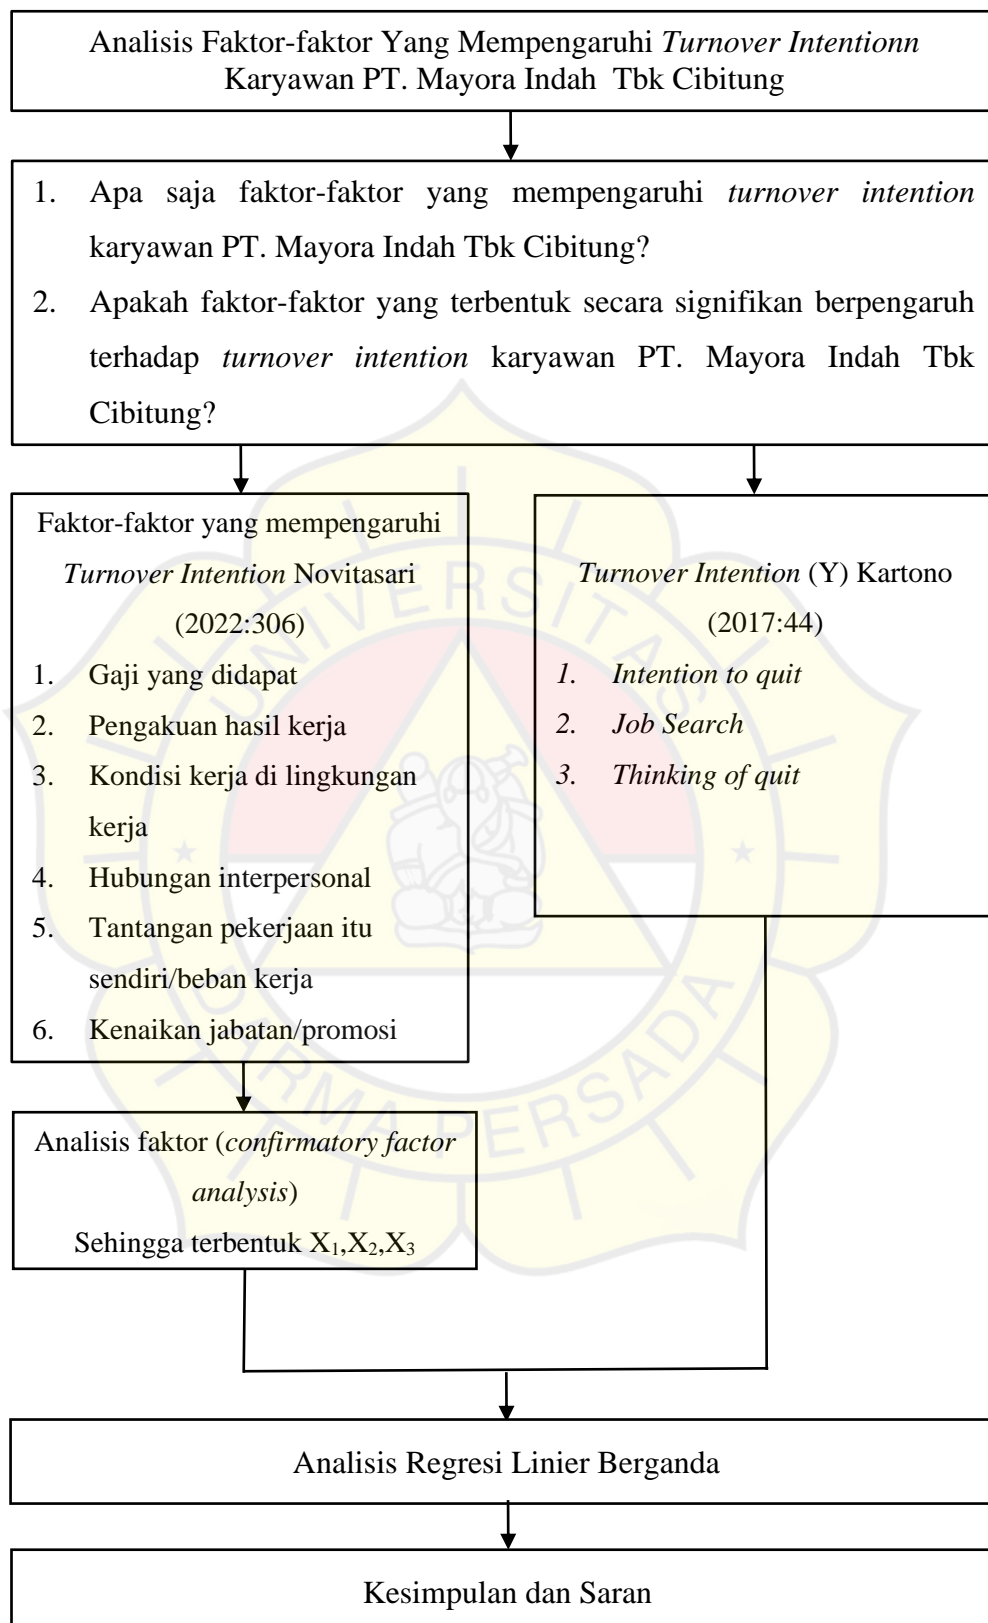 Analisis Faktor-faktor Yang Mempengaruhi Turnover Intentionn
Karyawan PT. Mayora Indah Tbk Cibitung
1. Apa saja faktor-faktor yang mempengaruhi turnover intention
karyawan PT. Mayora Indah Tbk Cibitung?
2. Apakah faktor-faktor yang terbentuk secara signifikan berpengaruh
terhadap turnover intention karyawan PT. Mayora Indah Tbk
Cibitung?
Faktor-faktor yang mempengaruhi
Turnover Intention Novitasari
(2022:306)
1. Gaji yang didapat
2. Pengakuan hasil kerja
3. Kondisi kerja di lingkungan
kerja
4. Hubungan interpersonal
5. Tantangan pekerjaan itu
sendiri/beban kerja
6. Kenaikan jabatan/promosi
Turnover Intention (Y) Kartono
(2017:44)
1. Intention to quit
2. Job Search
3. Thinking of quit
Analisis faktor (confirmatory factor
analysis)
Sehingga terbentuk X₁,X₂,X₃
Analisis Regresi Linier Berganda
Kesimpulan dan Saran
UNIVERSITAS
DARMA PERSADA